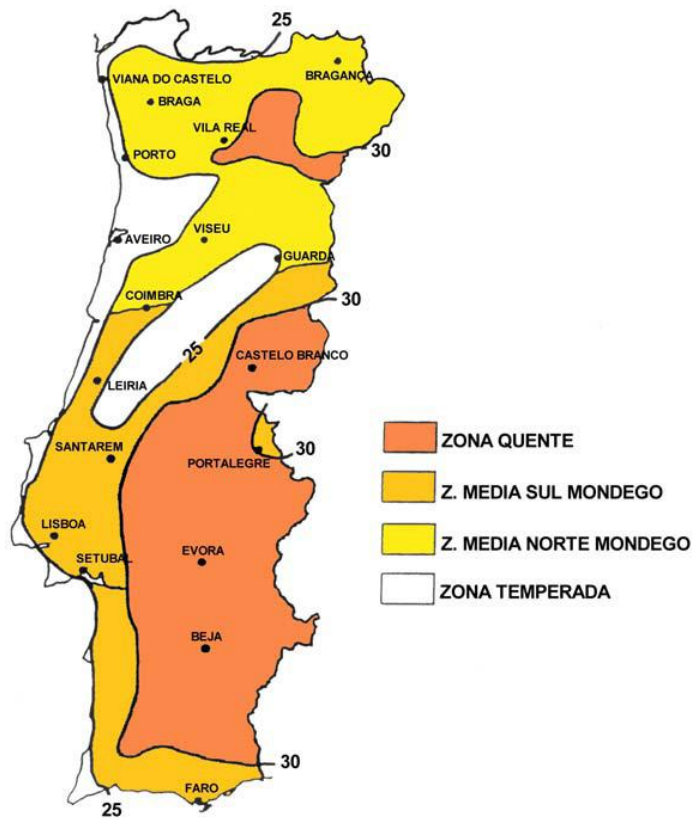 25
BRAGANÇA
VIANA DO CASTELO
BRAGA
VILA REAL
30
PORTO
AVEIRO
VISEU
GUARDA
30
COIMBRA
25
CASTELO BRANCO
LEIRIA
30
SANTAREM
PORTALEGRE
LISBOA
EVORA
SETUBAL
BEJA
30
FARO
25
ZONA QUENTE
Z. MEDIA SUL MONDEGO
Z. MEDIA NORTE MONDEGO
ZONA TEMPERADA